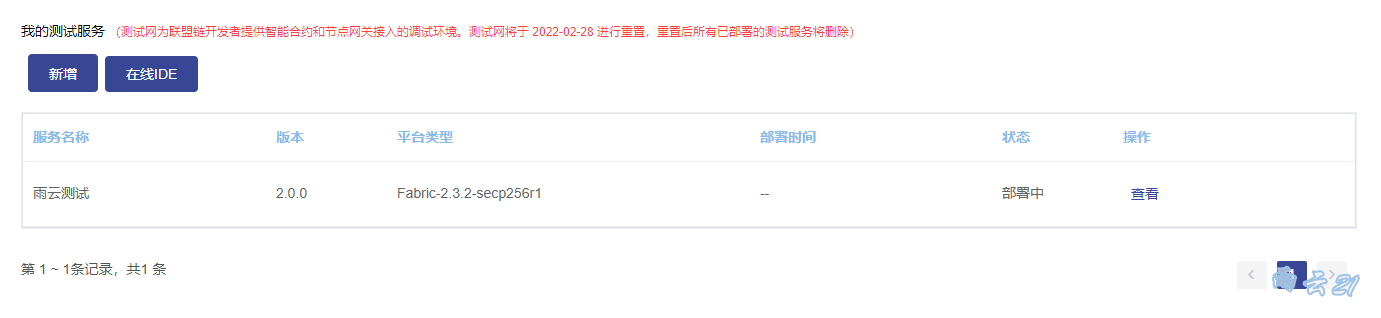 我的测试服务 （测试网为联盟链开发者提供智能合约和节点网关接入的调试环境。测试网将于 2022-02-28 进行重置，重置后所有已部署的测试服务将删除）
新增 在线IDE
服务名称 版本 平台类型 部署时间 状态 操作
雨云测试 2.0.0 Fabric-2.3.2-secp256r1 -- 部署中 查看
第 1 ~ 1条记录，共1 条
云21